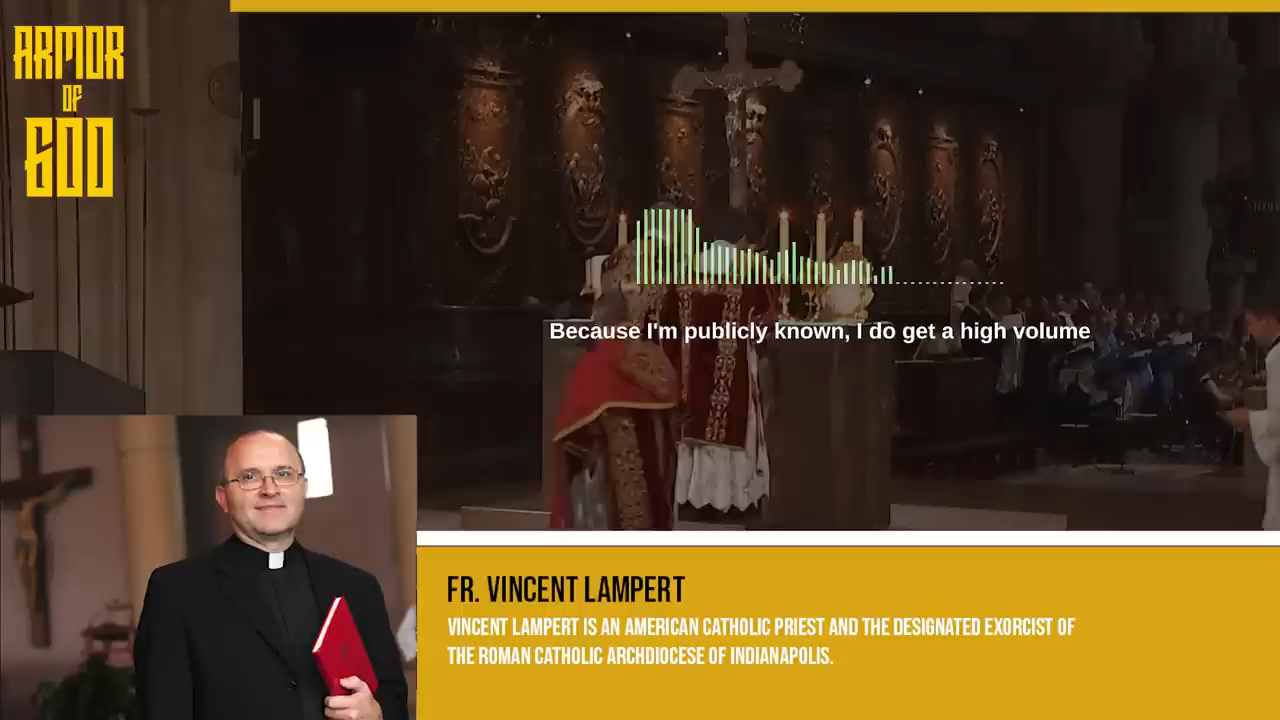 ARMOR
OF
GOD
Because I'm publicly known, I do get a high volume
FR. VINCENT LAMPERT
VINCENT LAMPERT IS AN AMERICAN CATHOLIC PRIEST AND THE DESIGNATED EXORCIST OF
THE ROMAN CATHOLIC ARCHDIOCESE OF INDIANAPOLIS.